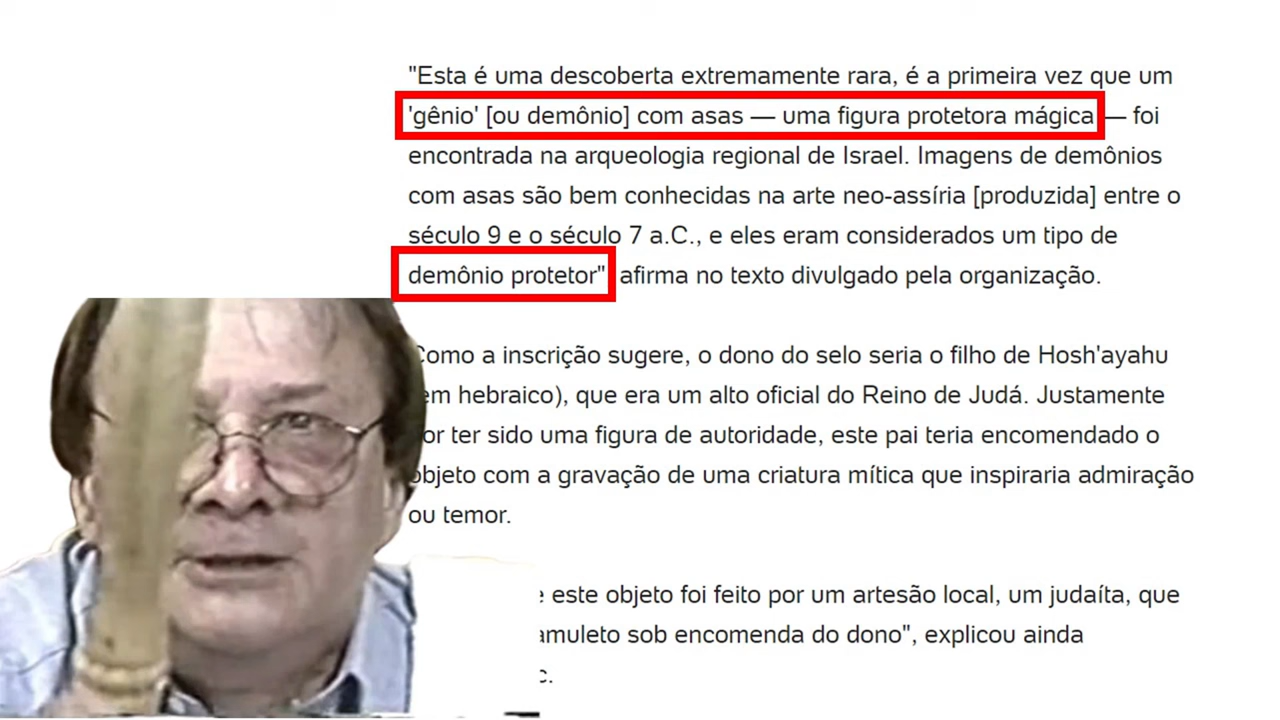 "Esta é uma descoberta extremamente rara, é a primeira vez que um
'gênio' [ou demônio] com asas — uma figura protetora mágica — foi
encontrada na arqueologia regional de Israel. Imagens de demônios
com asas são bem conhecidas na arte neo-assíria [produzida] entre o
século 9 e o século 7 a.C., e eles eram considerados um tipo de
demônio protetor" afirma no texto divulgado pela organização.
Como a inscrição sugere, o dono do selo seria o filho de Hosh'ayahu
em hebraico), que era um alto oficial do Reino de Judá. Justamente
por ter sido uma figura de autoridade, este pai teria encomendado o
objeto com a gravação de uma criatura mítica que inspiraria admiração
ou temor.
este objeto foi feito por um artesão local, um judaíta, que
amuleto sob encomenda do dono", explicou ainda